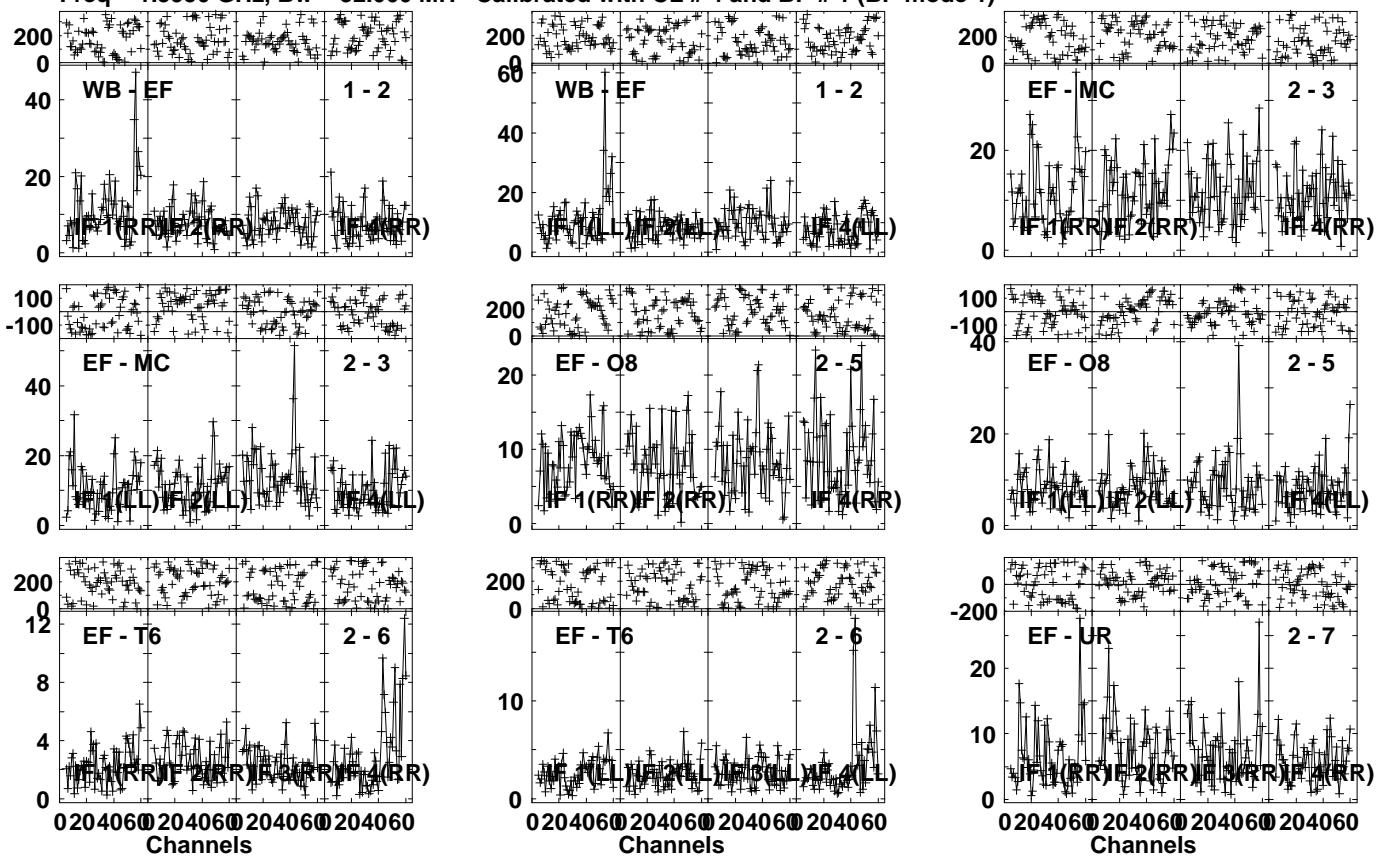 200 0 200 0 200 0
40 20 0 WB - EF 1 - 2 IF 1(RR) IF 2(RR) IF 4(RR)
60 40 20 0 WB - EF 1 - 2 IF 1(LL) IF 2(LL) IF 4(LL)
20 0 EF - MC 2 - 3 IF 1(RR) IF 2(RR) IF 4(RR)
100 -100 200 0 100 -100
40 20 0 EF - MC 2 - 3 IF 1(LL) IF 2(LL) IF 4(LL)
20 10 0 EF - O8 2 - 5 IF 1(RR) IF 2(RR) IF 4(RR)
40 20 0 EF - O8 2 - 5 IF 1(LL) IF 2(LL) IF 4(LL)
200 0 200 0 0 -200
12 8 4 0 EF - T6 2 - 6 IF 1(RR) IF 2(RR) IF 3(RR) IF 4(RR)
10 0 EF - T6 2 - 6 IF 1(LL) IF 2(LL) IF 3(LL) IF 4(LL)
20 10 0 EF - UR 2 - 7 IF 1(RR) IF 2(RR) IF 3(RR) IF 4(RR)
0 20 40 60 0 20 40 60 0 20 40 60 0 20 40 60
0 20 40 60 0 20 40 60 0 20 40 60 0 20 40 60
0 20 40 60 0 20 40 60 0 20 40 60 0 20 40 60
Channels Channels Channels